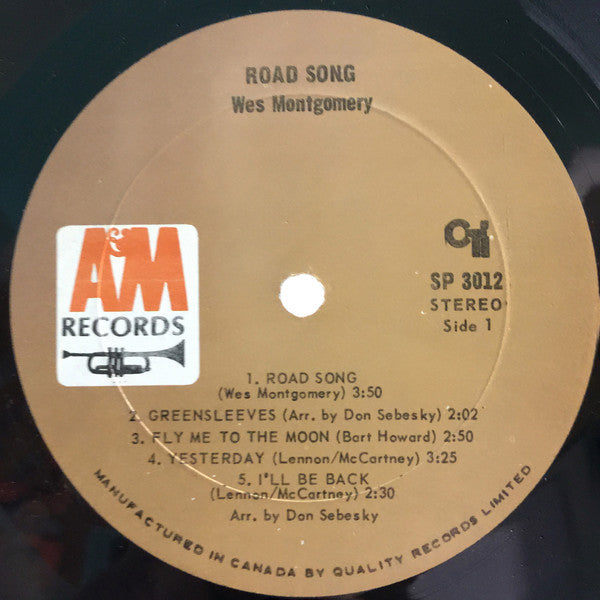 ROAD SONG
Wes Montgomery
A&M
RECORDS
CTi
SP 3012
STEREO
Side 1
1. ROAD SONG
(Wes Montgomery) 3:50
2. GREENSLEEVES (Arr. by Don Sebesky) 2:02
3. FLY ME TO THE MOON (Bart Howard) 2:50
4. YESTERDAY (Lennon/McCartney) 3:25
5. I'LL BE BACK
(Lennon/McCartney) 2:30
Arr. by Don Sebesky
MANUFACTURED IN CANADA BY QUALITY RECORDS LIMITED